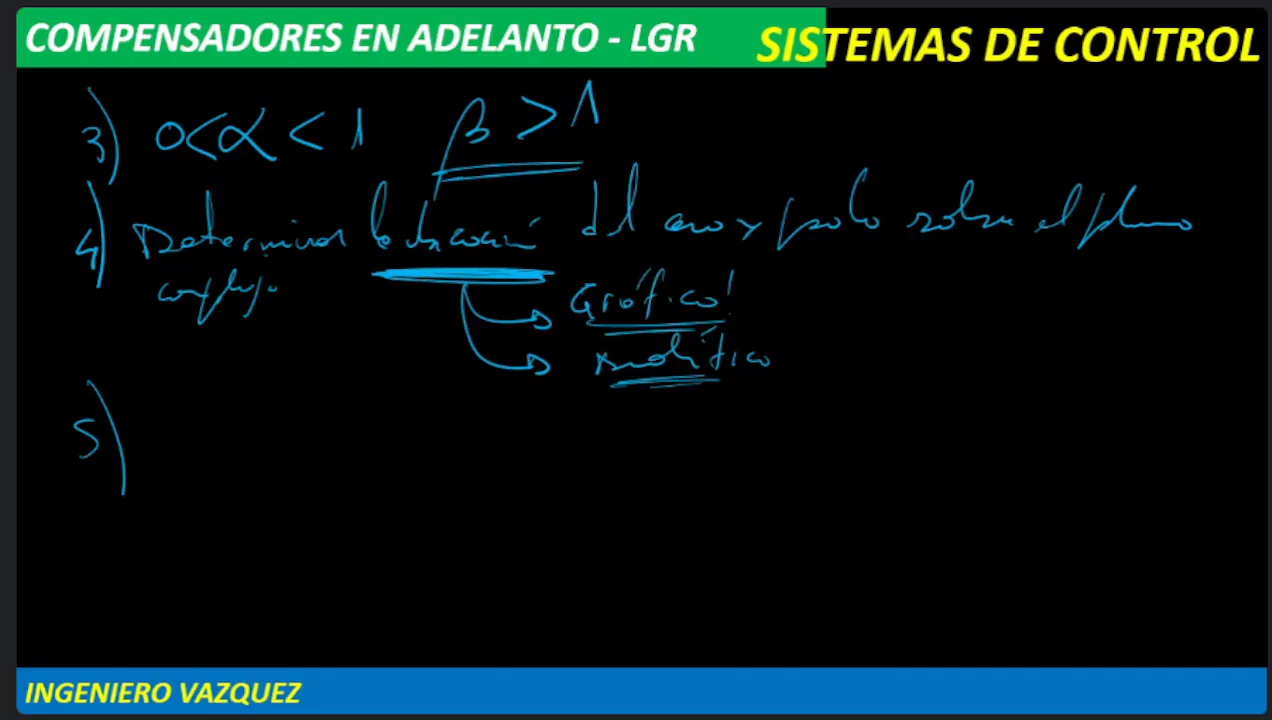 COMPENSADORES EN ADELANTO - LGR
SISTEMAS DE CONTROL
3) 0<α<1 β>1
4) Determinar la ubicación del cero y polo sobre el plano
complejo
Gráfico!
Analítico
5)
INGENIERO VAZQUEZ